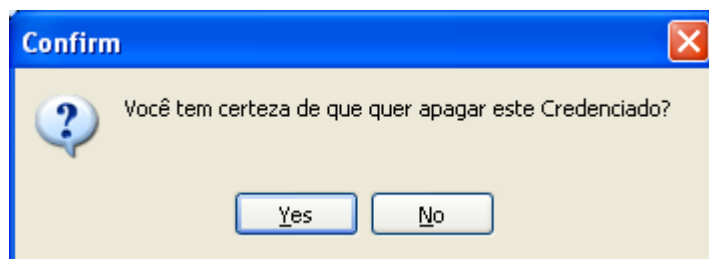 Confirm
Você tem certeza de que quer apagar este Credenciado?
Yes No